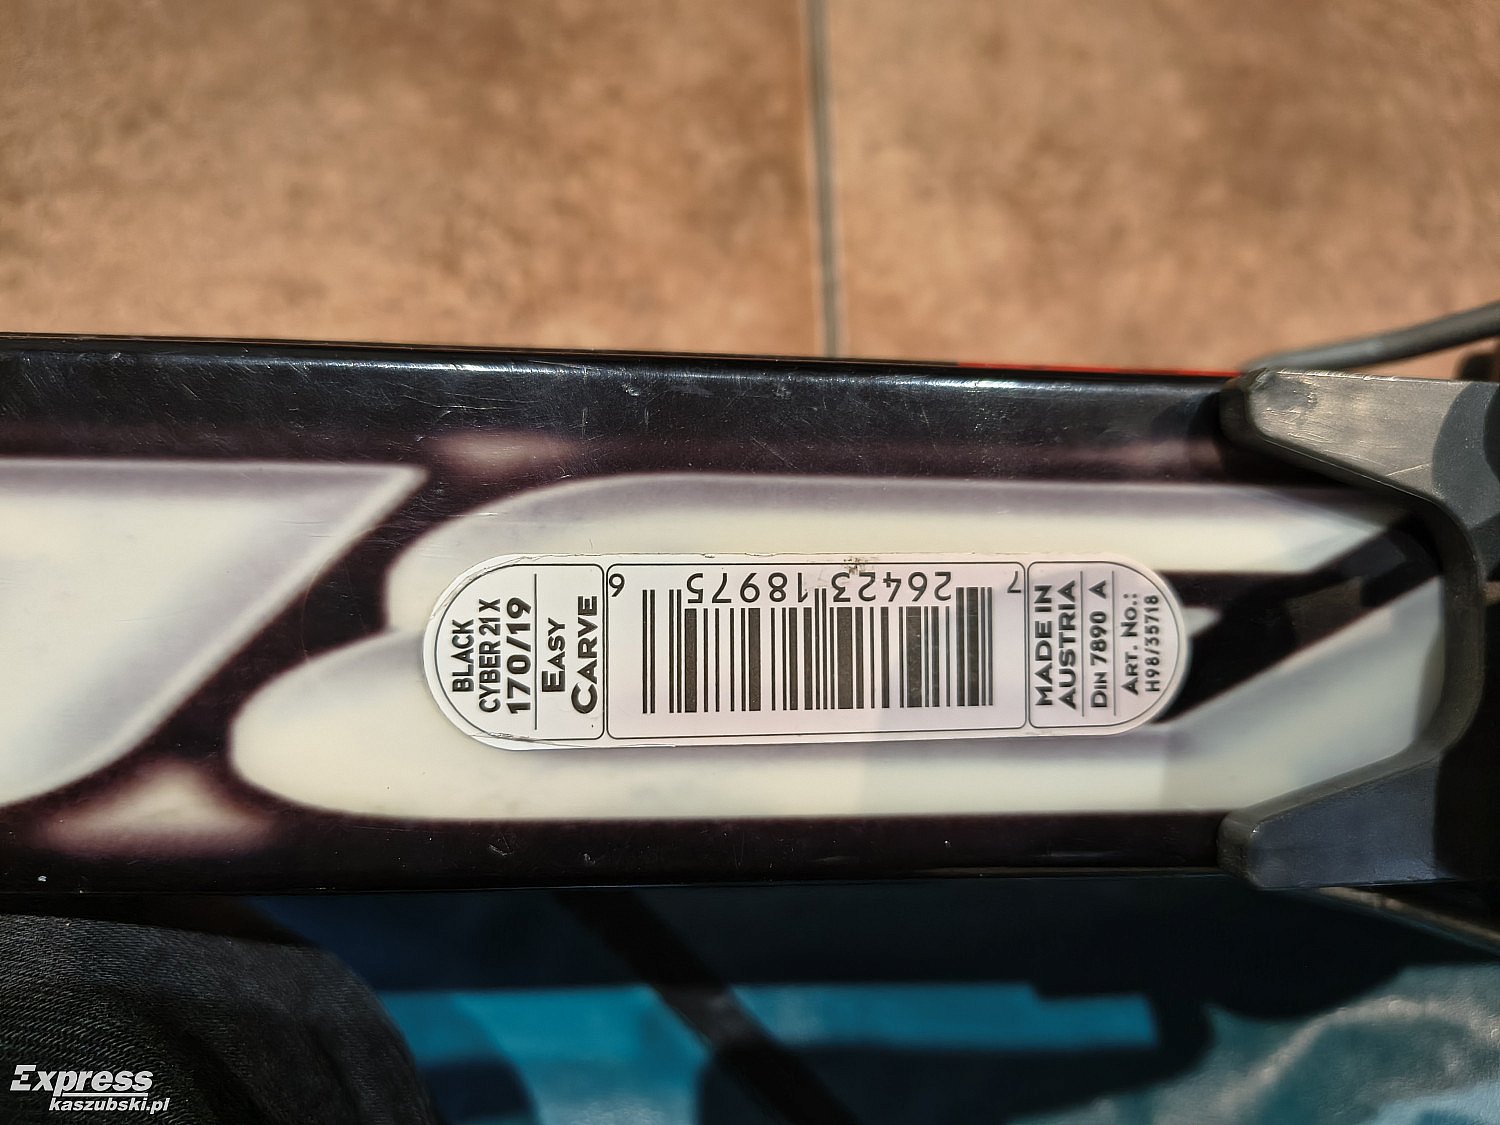 BLACK
CYBER 21 X
170/19
EASY
CARVE
7 26423 18975 6
MADE IN
AUSTRIA
DIN 7890 A
ART. NO.:
H98/35718
Express
kaszubski.pl